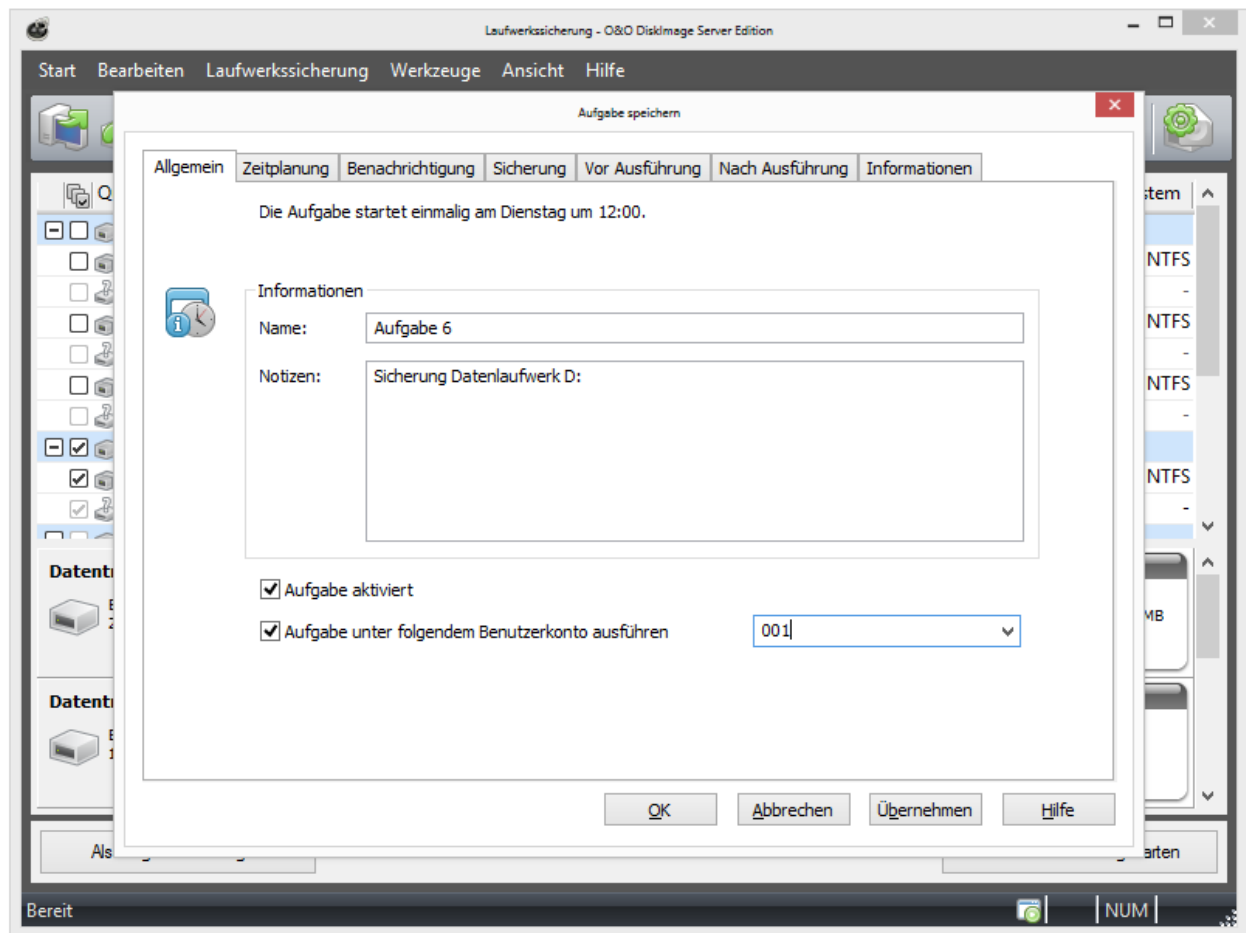 Laufwerkssicherung - O&O DiskImage Server Edition
Start Bearbeiten Laufwerkssicherung Werkzeuge Ansicht Hilfe
Aufgabe speichern
Allgemein Zeitplanung Benachrichtigung Sicherung Vor Ausführung Nach Ausführung Informationen
Die Aufgabe startet einmalig am Dienstag um 12:00.
NTFS
-
Informationen
Name: Aufgabe 6
NTFS
-
Notizen: Sicherung Datenlaufwerk D:
NTFS
-
NTFS
-
Aufgabe aktiviert
MB
Aufgabe unter folgendem Benutzerkonto ausführen 001
OK Abbrechen Übernehmen Hilfe
Bereit NUM